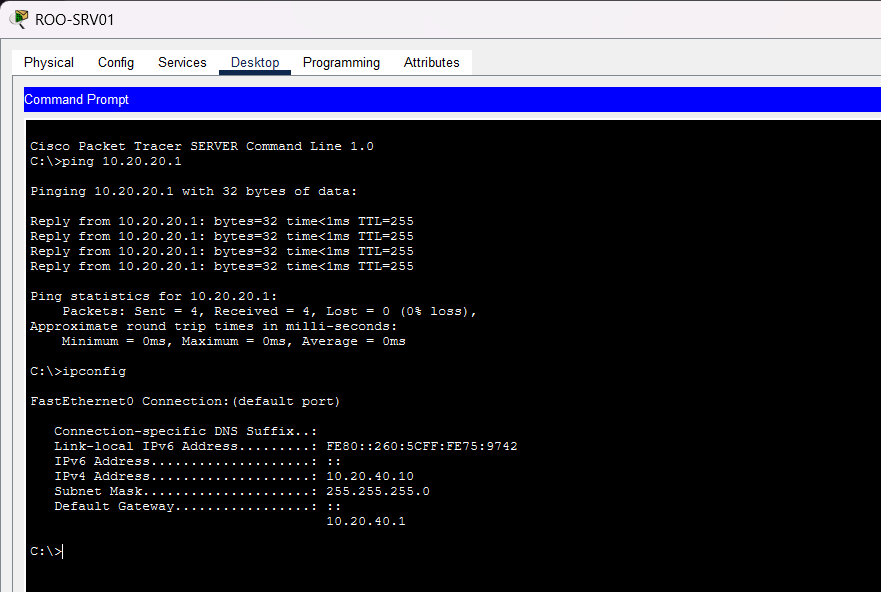 ROO-SRV01
Physical Config Services Desktop Programming Attributes
Command Prompt
Cisco Packet Tracer SERVER Command Line 1.0
C:\>ping 10.20.20.1
Pinging 10.20.20.1 with 32 bytes of data:
Reply from 10.20.20.1: bytes=32 time<1ms TTL=255
Reply from 10.20.20.1: bytes=32 time<1ms TTL=255
Reply from 10.20.20.1: bytes=32 time<1ms TTL=255
Reply from 10.20.20.1: bytes=32 time<1ms TTL=255
Ping statistics for 10.20.20.1:
    Packets: Sent = 4, Received = 4, Lost = 0 (0% loss),
Approximate round trip times in milli-seconds:
    Minimum = 0ms, Maximum = 0ms, Average = 0ms
C:\>ipconfig
FastEthernet0 Connection:(default port)
   Connection-specific DNS Suffix..:
   Link-local IPv6 Address.........: FE80::260:5CFF:FE75:9742
   IPv6 Address....................: ::
   IPv4 Address....................: 10.20.40.10
   Subnet Mask.....................: 255.255.255.0
   Default Gateway.................: ::
                                     10.20.40.1
C:\>